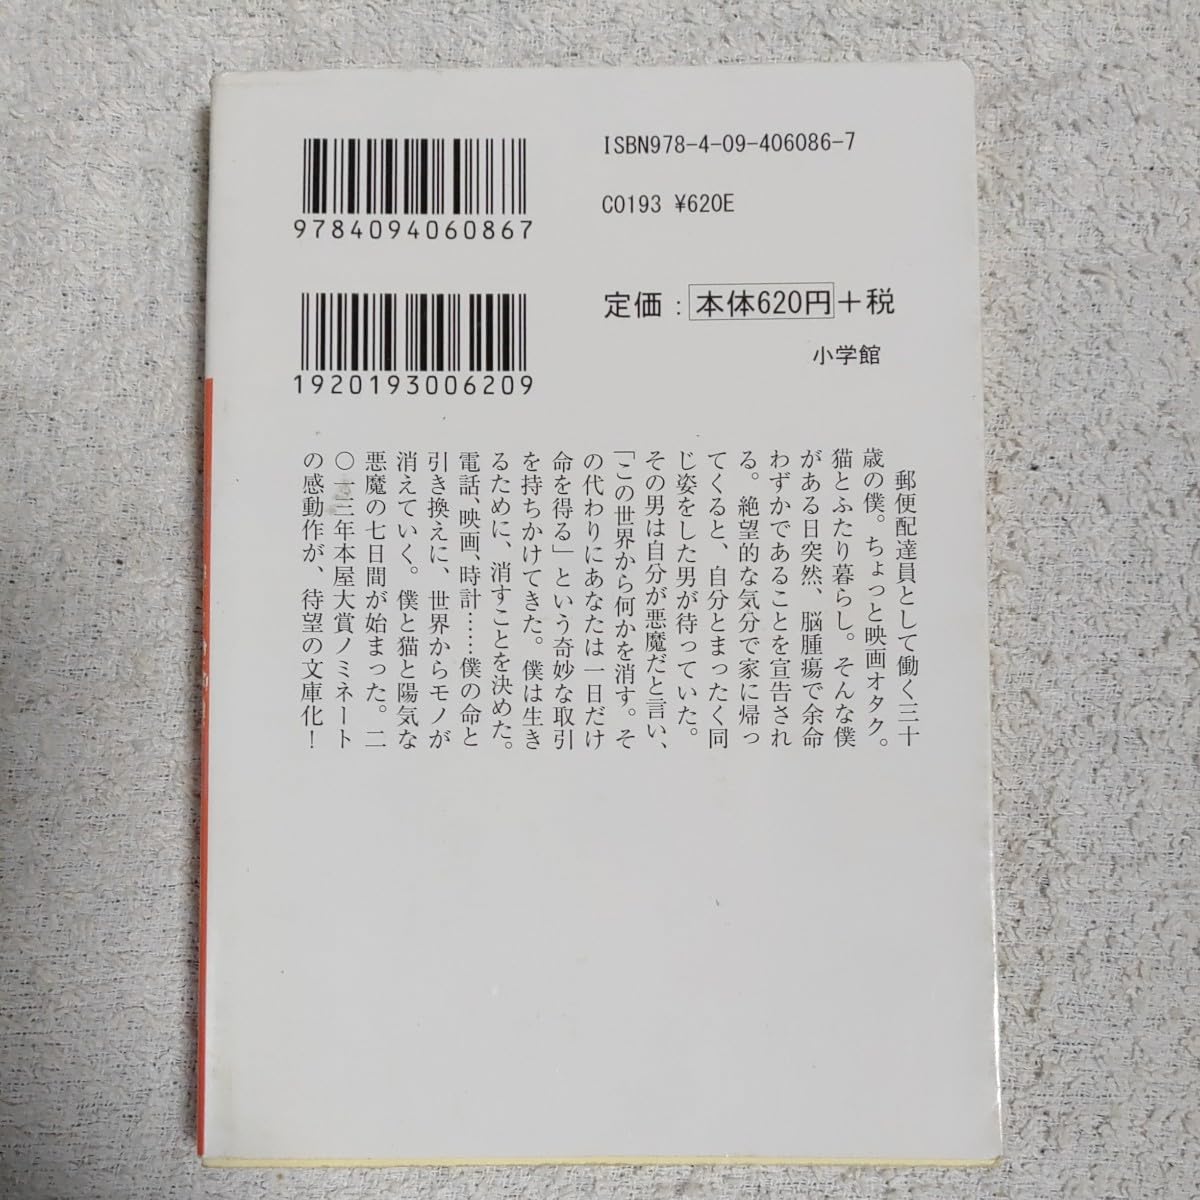 9784094060867
ISBN978-4-09-406086-7
C0193 ¥620E
1920193006209
定価：本体620円＋税
小学館
郵便配達員として働く三十
歳の僕。ちょっと映画オタク。
猫とふたり暮らし。そんな僕
がある日突然、脳腫瘍で余命
わずかであることを宣告され
る。絶望的な気分で家に帰っ
てくると、自分とまったく同
じ姿をした男が待っていた。
その男は自分が悪魔だと言い、
「この世界から何かを消す。そ
の代わりにあなたは一日だけ
命を得る」という奇妙な取引
を持ちかけてきた。僕は生き
るために、消すことを決めた。
電話、映画、時計……僕の命と
引き換えに、世界からモノが
消えていく。僕と猫と陽気な
悪魔の七日間が始まった。二
〇一三年本屋大賞ノミネート
の感動作が、待望の文庫化！